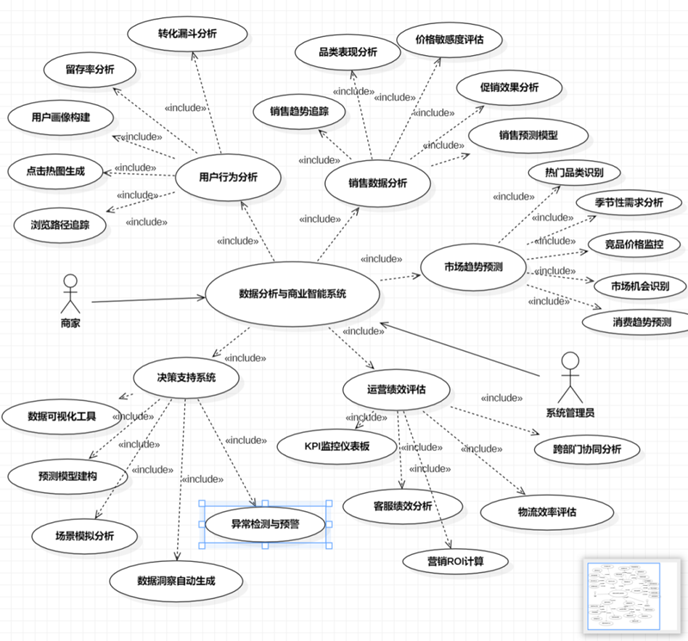 转化漏斗分析
价格敏感度评估
品类表现分析
留存率分析
促销效果分析
«include»
«include»
«include»
销售趋势追踪
«include»
用户画像构建
«include»
销售预测模型
«include»
«include»
«include»
点击热图生成
«include»
用户行为分析
销售数据分析
热门品类识别
«include»
季节性需求分析
浏览路径追踪
«include»
«include»
«include»
«include»
«include»
竞品价格监控
«include»
市场趋势预测
«include»
市场机会识别
数据分析与商业智能系统
«include»
商家
消费趋势预测
«include»
«include»
决策支持系统
运营绩效评估
系统管理员
«include»
数据可视化工具
«include»
«include»
«include»
«include»
KPI监控仪表板
«include»
«include»
跨部门协同分析
«include»
«include»
预测模型建构
客服绩效分析
物流效率评估
异常检测与预警
场景模拟分析
营销ROI计算
数据洞察自动生成